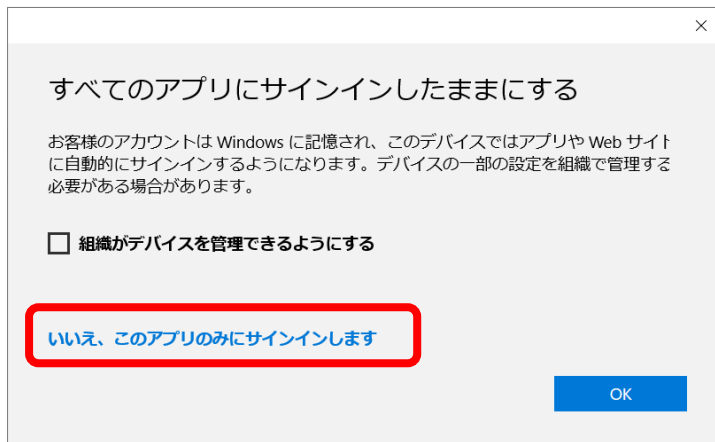 すべてのアプリにサインインしたままにする
お客様のアカウントは Windows に記憶され、このデバイスではアプリや Web サイト
に自動的にサインインするようになります。デバイスの一部の設定を組織で管理する
必要がある場合があります。
組織がデバイスを管理できるようにする
いいえ、このアプリのみにサインインします
OK